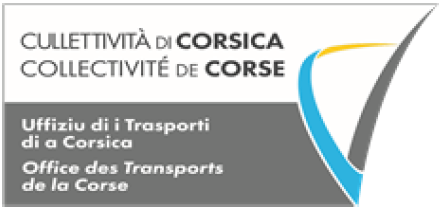 CULLETTIVITÀ DI CORSICA
COLLECTIVITÉ DE CORSE
Uffiziu di i Trasporti
di a Corsica
Office des Transports
de la Corse